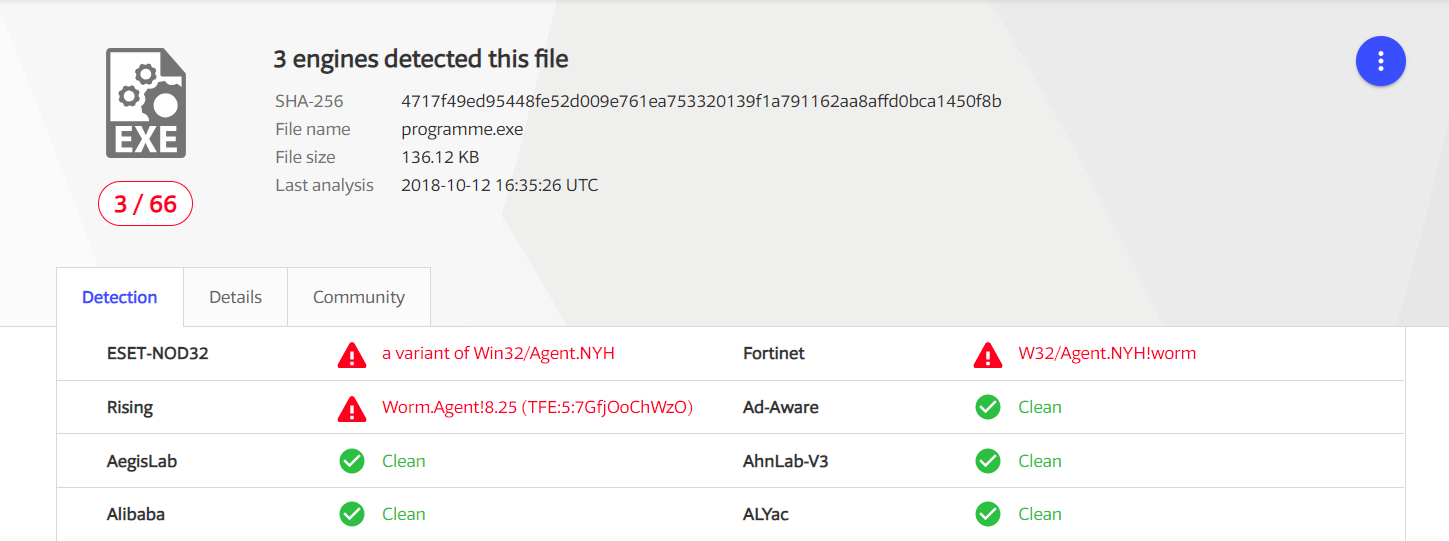 3 engines detected this file
SHA-256 4717f49ed95448fe52d009e761ea753320139f1a791162aa8affd0bca1450f8b
File name programme.exe
File size 136.12 KB
Last analysis 2018-10-12 16:35:26 UTC
EXE
3 / 66
Detection Details Community
ESET-NOD32 a variant of Win32/Agent.NYH Fortinet W32/Agent.NYH!worm
Rising Worm.Agent!8.25 (TFE:5:7GfjOoChWzO) Ad-Aware Clean
AegisLab Clean AhnLab-V3 Clean
Alibaba Clean ALYac Clean